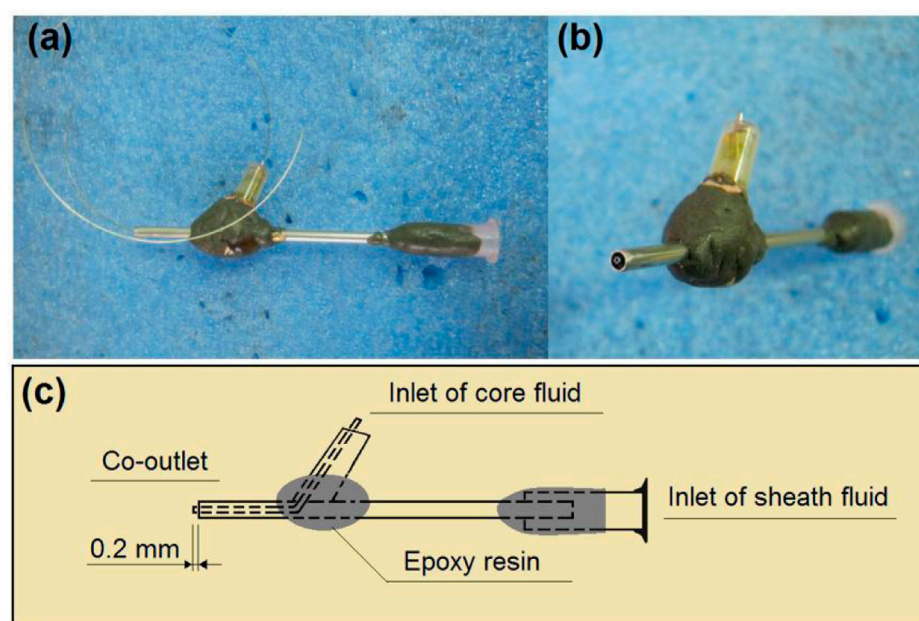 (a)
(b)
(c)
Inlet of core fluid
Co-outlet
Inlet of sheath fluid
0.2 mm
Epoxy resin